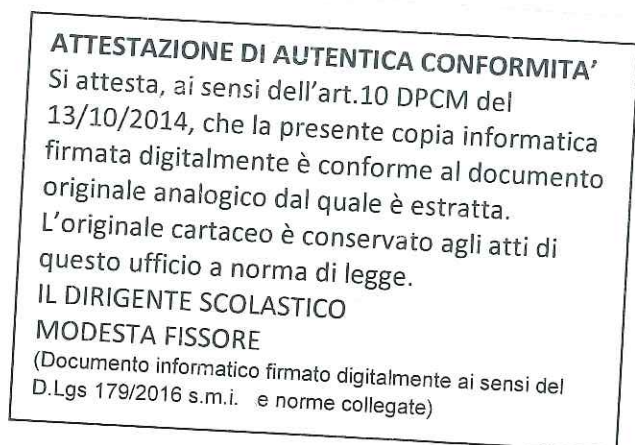 ATTESTAZIONE DI AUTENTICA CONFORMITA'
Si attesta, ai sensi dell'art.10 DPCM del
13/10/2014, che la presente copia informatica
firmata digitalmente è conforme al documento
originale analogico dal quale è estratta.
L'originale cartaceo è conservato agli atti di
questo ufficio a norma di legge.
IL DIRIGENTE SCOLASTICO
MODESTA FISSORE
(Documento informatico firmato digitalmente ai sensi del
D.Lgs 179/2016 s.m.i. e norme collegate)